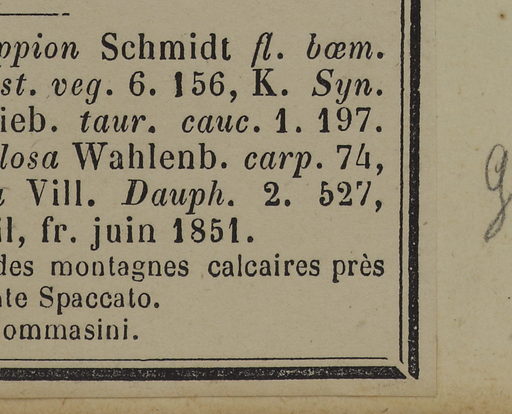 ppion Schmidt fl. bœm.
st. veg. 6. 156, K. Syn.
ieb. taur. cauc. 1. 197.
losa Wahlenb. carp. 74,
Vill. Dauph. 2. 527,
il, fr. juin 1851.
des montagnes calcaires près
nte Spaccato.
ommasini.
g